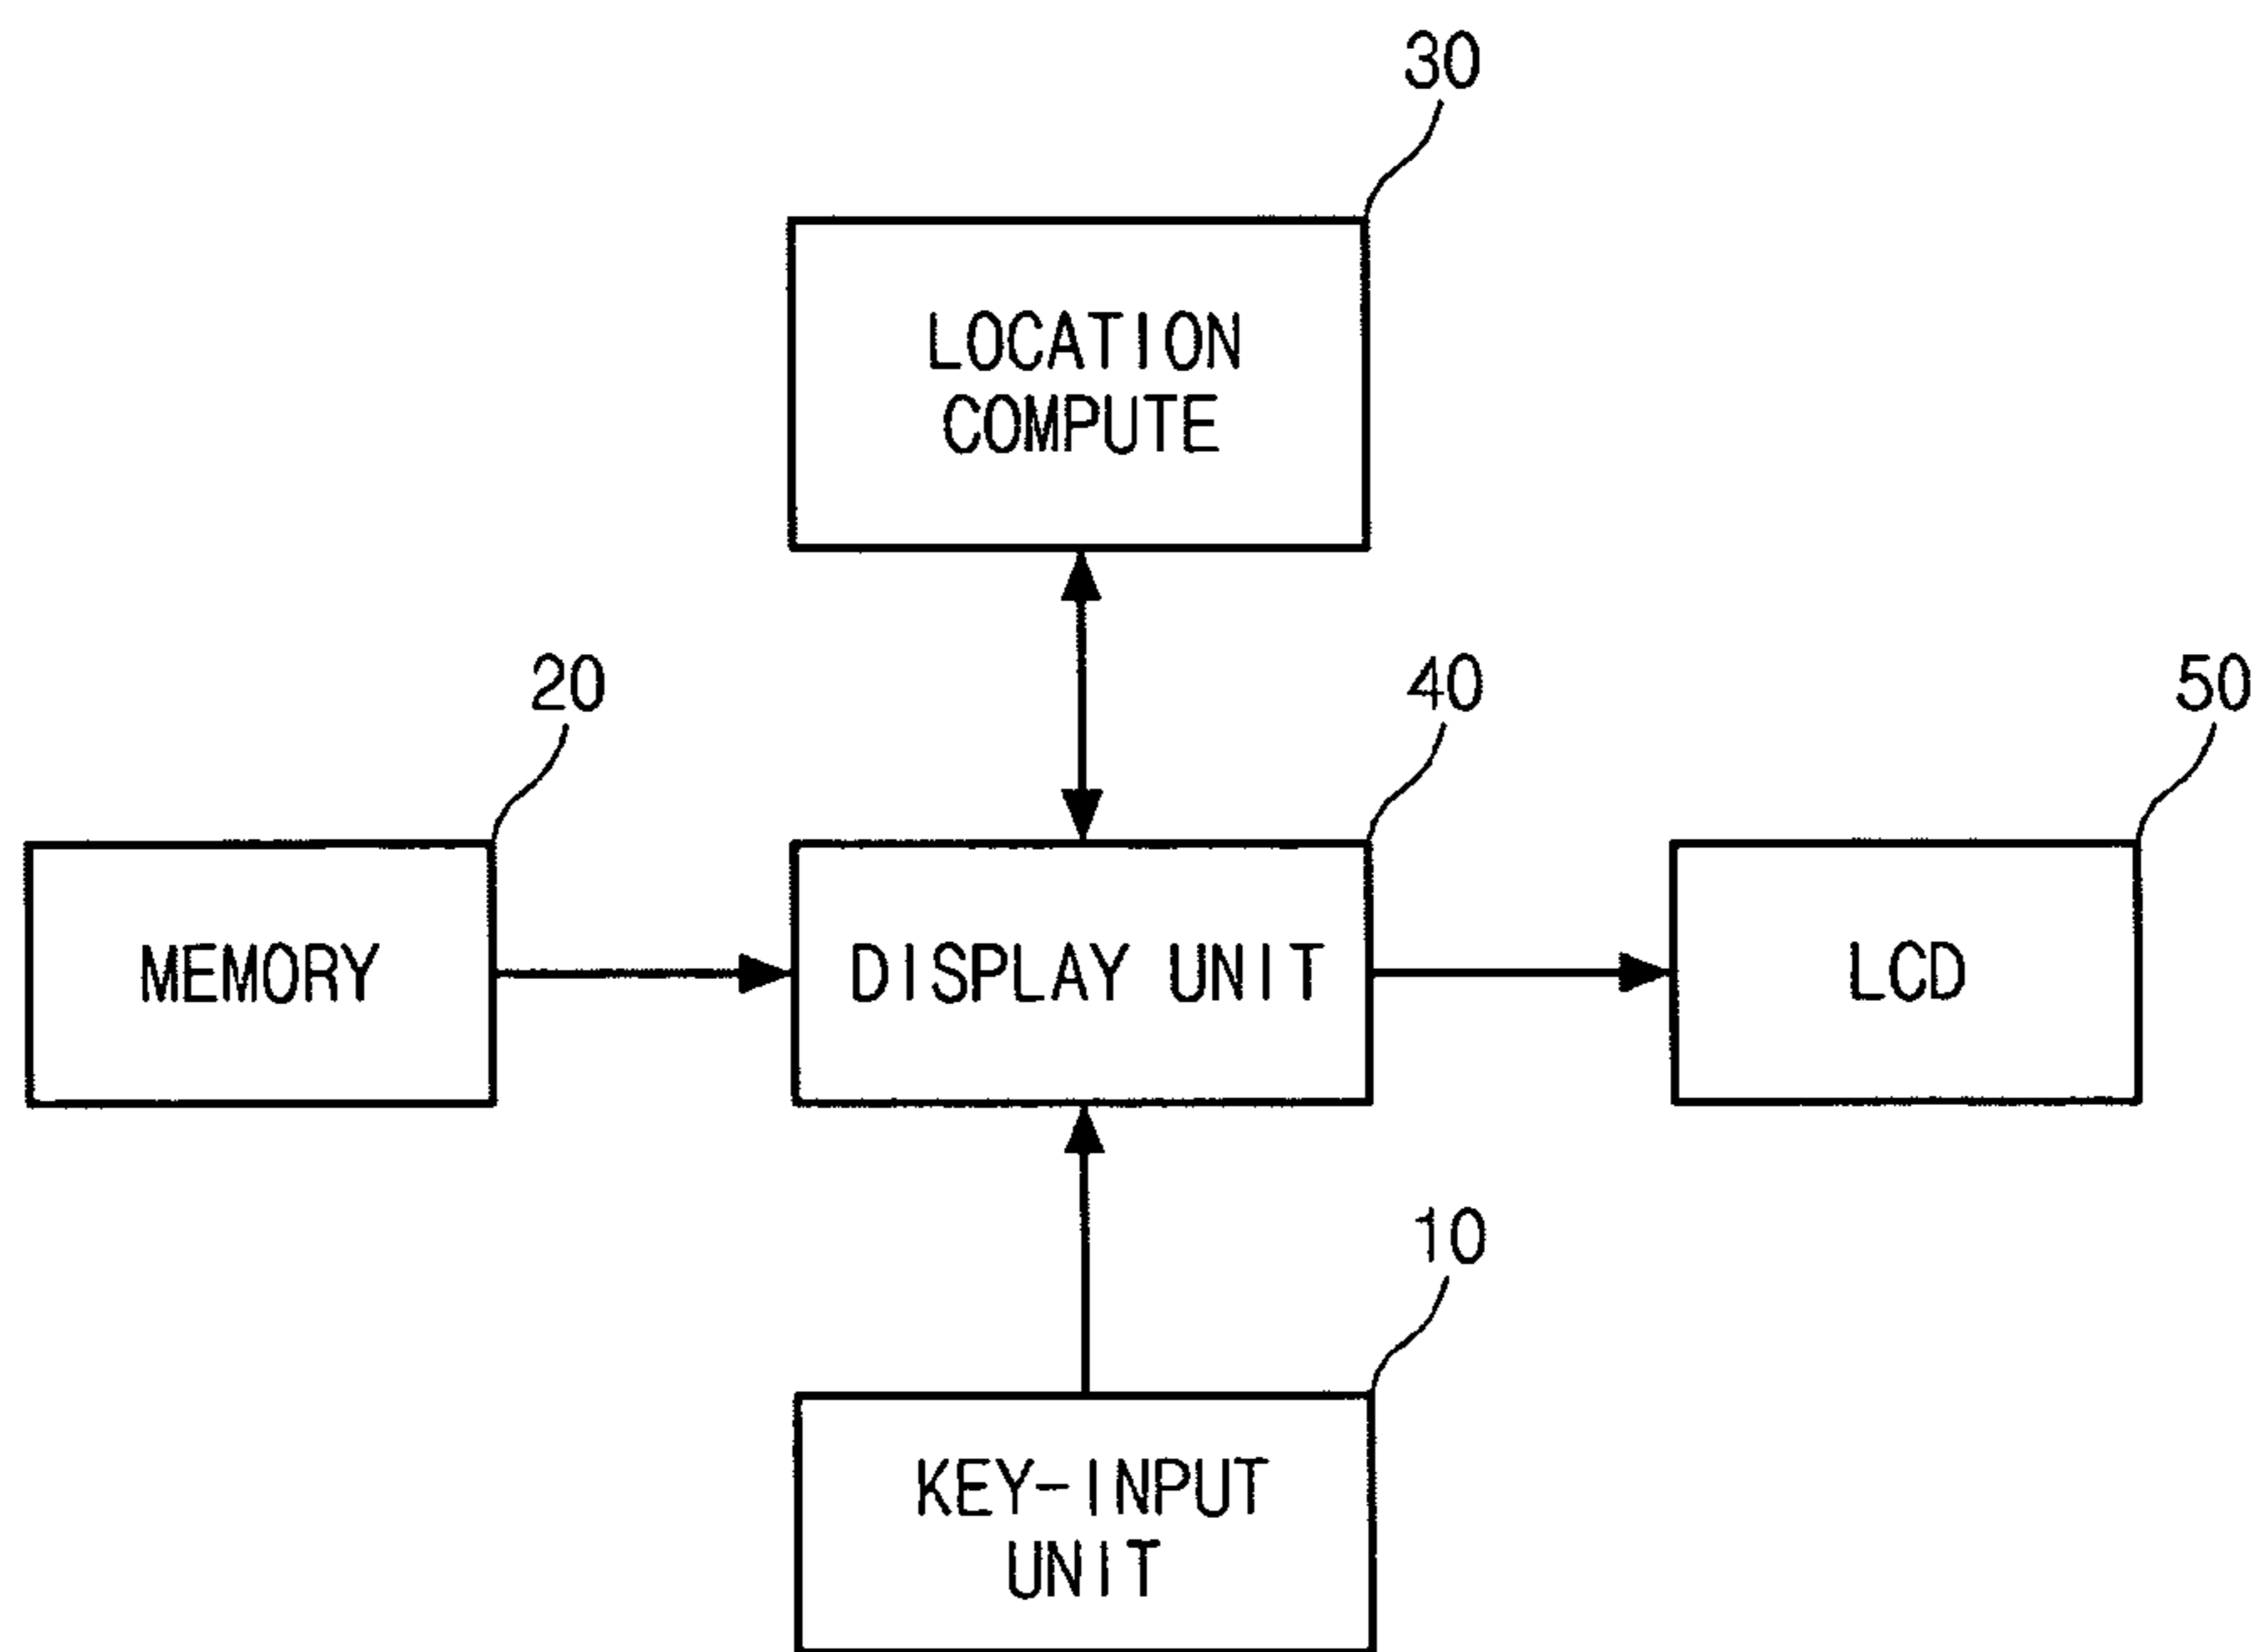 30
LOCATION
COMPUTE
20
40
50
MEMORY
DISPLAY UNIT
LCD
10
KEY-INPUT
UNIT